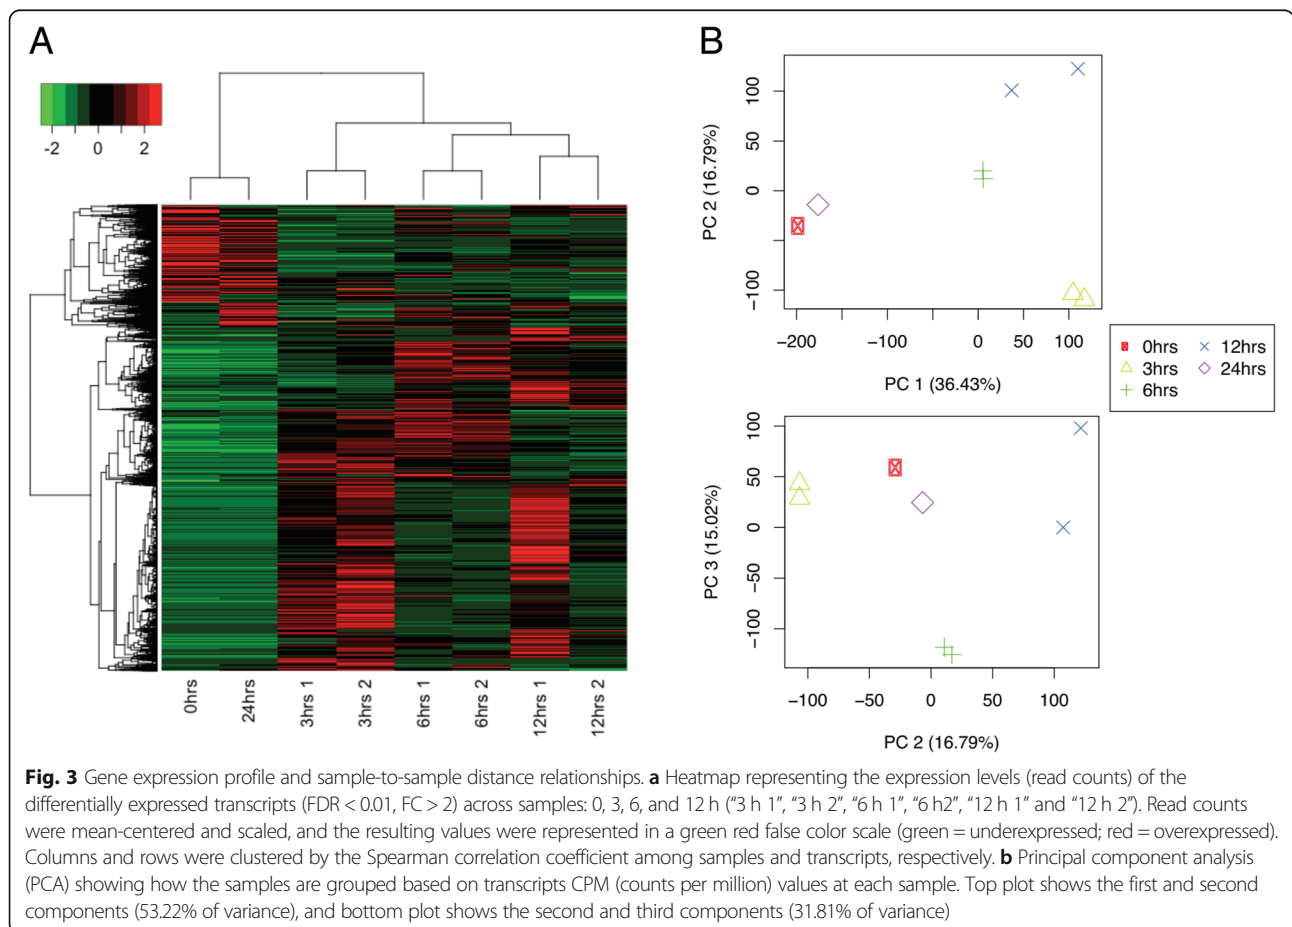 A
-2 0 2
0hrs
24hrs
3hrs 1
3hrs 2
6hrs 1
6hrs 2
12hrs 1
12hrs 2
B
PC 2 (16.79%)
100
50
0
−100
−200 −100 0 50 100
PC 1 (36.43%)
0hrs 12hrs
3hrs 24hrs
6hrs
PC 3 (15.02%)
100
50
0
−100
−100 0 50 100
PC 2 (16.79%)
Fig. 3 Gene expression profile and sample-to-sample distance relationships. a Heatmap representing the expression levels (read counts) of the
differentially expressed transcripts (FDR < 0.01, FC > 2) across samples: 0, 3, 6, and 12 h (“3 h 1”, “3 h 2”, “6 h 1”, “6 h2”, “12 h 1” and “12 h 2”). Read counts
were mean-centered and scaled, and the resulting values were represented in a green red false color scale (green = underexpressed; red = overexpressed).
Columns and rows were clustered by the Spearman correlation coefficient among samples and transcripts, respectively. b Principal component analysis
(PCA) showing how the samples are grouped based on transcripts CPM (counts per million) values at each sample. Top plot shows the first and second
components (53.22% of variance), and bottom plot shows the second and third components (31.81% of variance)